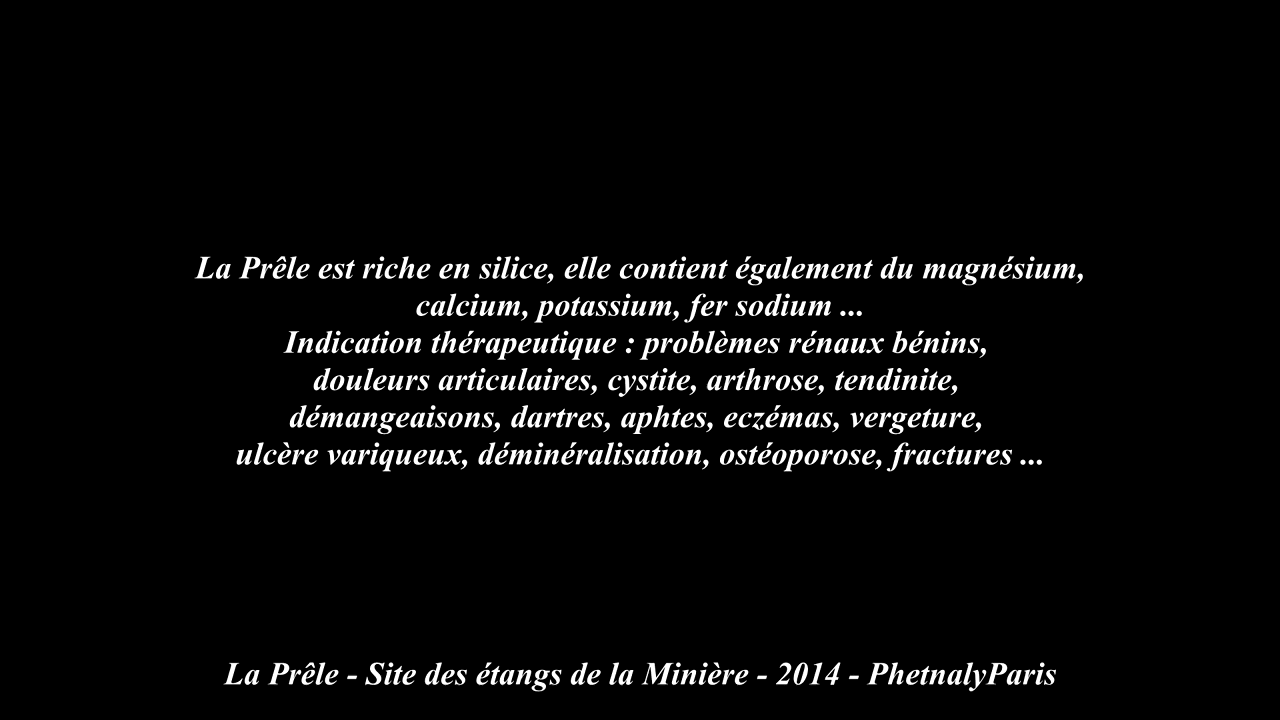 La Prêle est riche en silice, elle contient également du magnésium,
calcium, potassium, fer sodium ...
Indication thérapeutique : problèmes rénaux bénins,
douleurs articulaires, cystite, arthrose, tendinite,
démangeaisons, dartres, aphtes, eczémas, vergeture,
ulcère variqueux, déminéralisation, ostéoporose, fractures ...
La Prêle - Site des étangs de la Minière - 2014 - PhetnalyParis